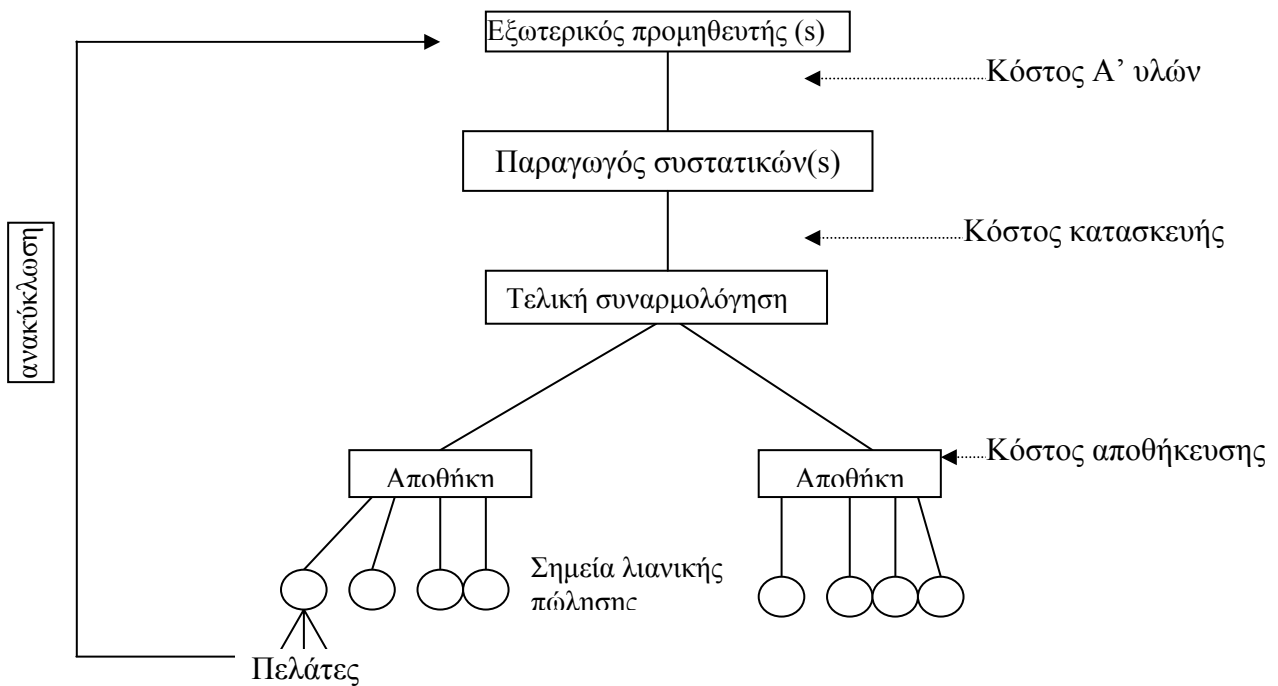 Εξωτερικός προμηθευτής (s)
Κόστος Α’ υλών
Παραγωγός συστατικών(s)
Κόστος κατασκευής
ανακύκλωση
Τελική συναρμολόγηση
Κόστος αποθήκευσης
Αποθήκη
Αποθήκη
Σημεία λιανικής
πώλησης
Πελάτες